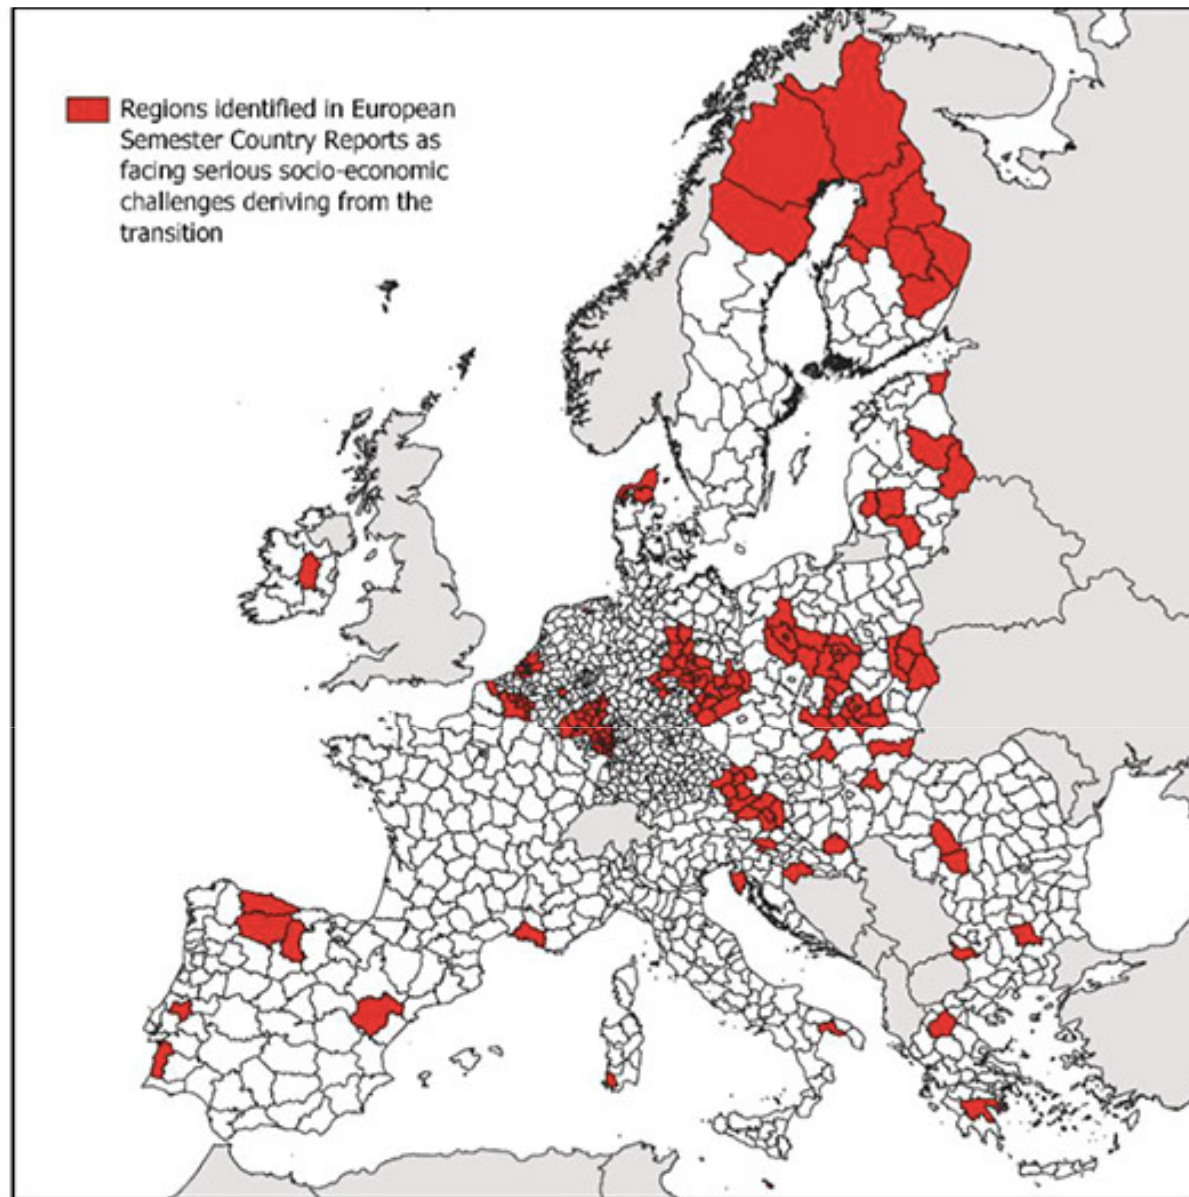 Regions identified in European
Semester Country Reports as
facing serious socio-economic
challenges deriving from the
transition